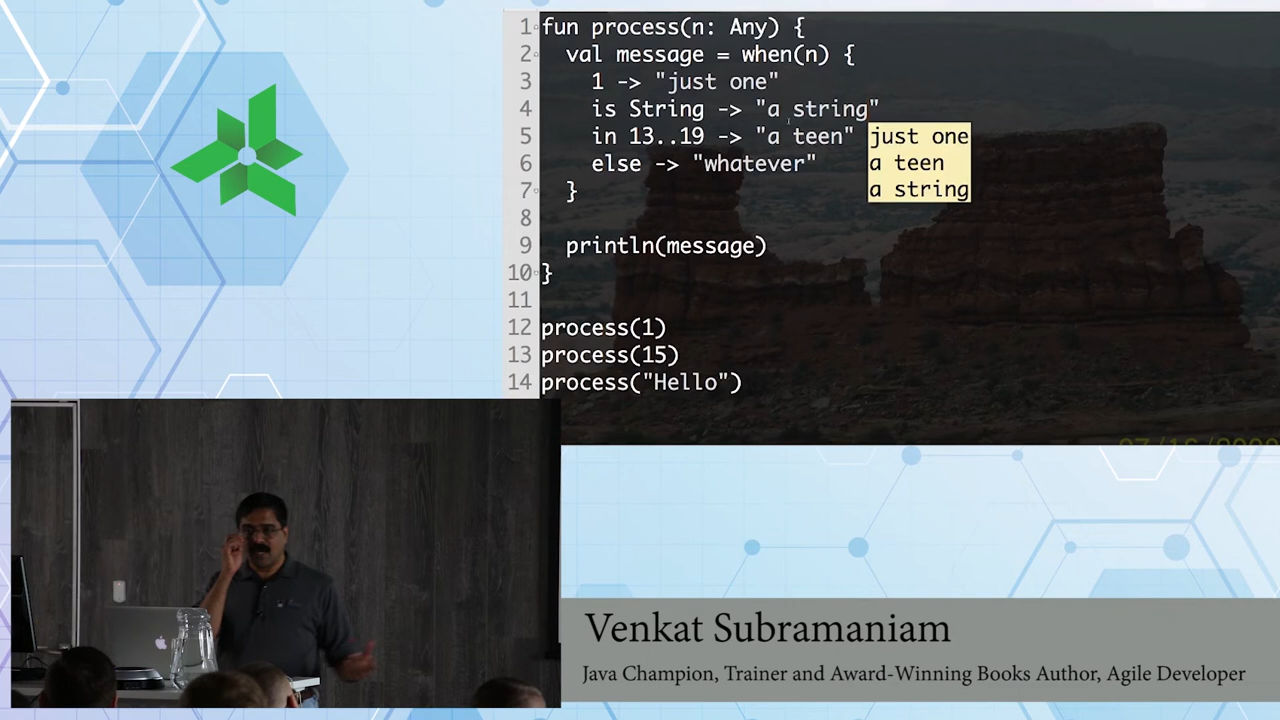 1 fun process(n: Any) {
2 val message = when(n) {
3 1 -> "just one"
4 is String -> "a string"
5 in 13..19 -> "a teen"
6 else -> "whatever"
7 }
8
9 println(message)
10 }
11
12 process(1)
13 process(15)
14 process("Hello")
just one
a teen
a string
Venkat Subramaniam
Java Champion, Trainer and Award-Winning Books Author, Agile Developer